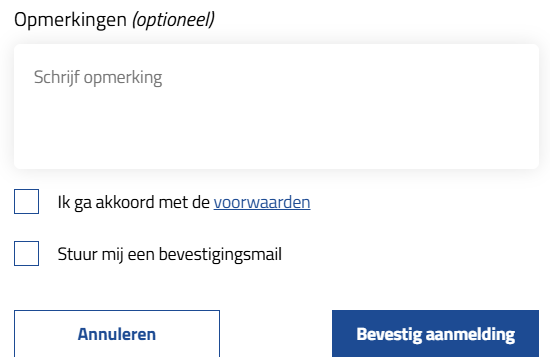 Opmerkingen (optioneel)
Schrijf opmerking
Ik ga akkoord met de voorwaarden
Stuur mij een bevestigingsmail
Annuleren
Bevestig aanmelding